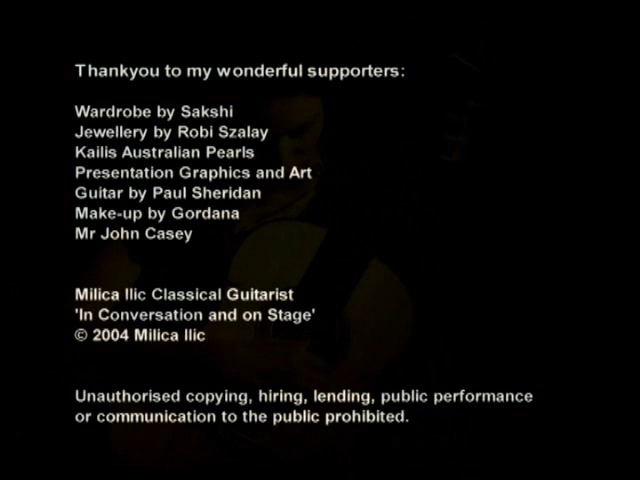 Thankyou to my wonderful supporters:
Wardrobe by Sakshi
Jewellery by Robi Szalay
Kailis Australian Pearls
Presentation Graphics and Art
Guitar by Paul Sheridan
Make-up by Gordana
Mr John Casey
Milica Ilic Classical Guitarist
'In Conversation and on Stage'
© 2004 Milica Ilic
Unauthorised copying, hiring, lending, public performance
or communication to the public prohibited.